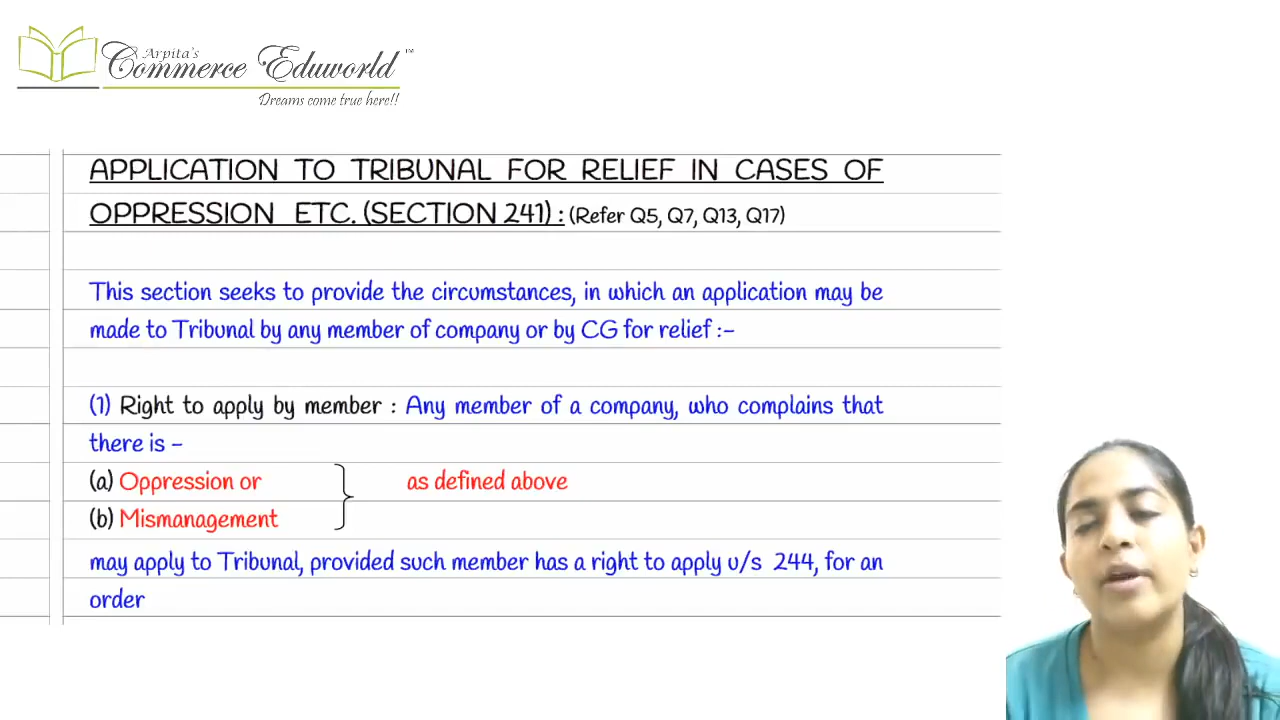 Arpita's
Commerce Eduworld™
Dreams come true here!!
APPLICATION TO TRIBUNAL FOR RELIEF IN CASES OF
OPPRESSION ETC. (SECTION 241) : (Refer Q5, Q7, Q13, Q17)
This section seeks to provide the circumstances, in which an application may be
made to Tribunal by any member of company or by CG for relief :-
(1) Right to apply by member : Any member of a company, who complains that
there is -
(a) Oppression or } as defined above
(b) Mismanagement
may apply to Tribunal, provided such member has a right to apply u/s 244, for an
order